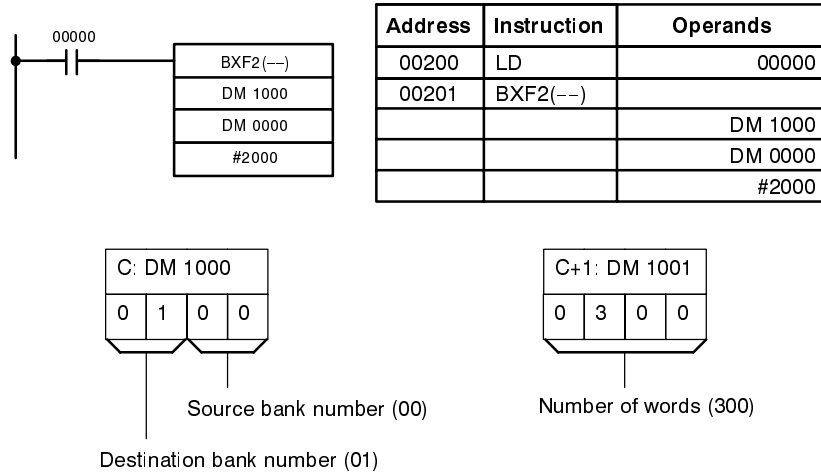 00000
BXF2(––)
DM 1000
DM 0000
#2000
Address Instruction Operands
00200 LD 00000
00201 BXF2(––)
DM 1000
DM 0000
#2000
C: DM 1000
0 1 0 0
Source bank number (00)
Destination bank number (01)
C+1: DM 1001
0 3 0 0
Number of words (300)